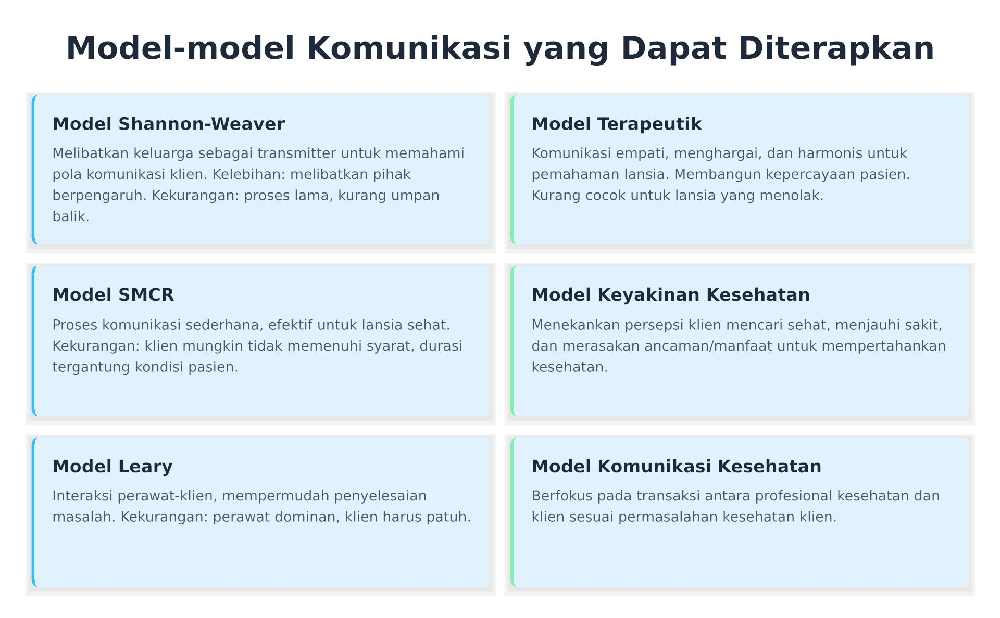 Model-model Komunikasi yang Dapat Diterapkan
Model Shannon-Weaver
Melibatkan keluarga sebagai transmitter untuk memahami
pola komunikasi klien. Kelebihan: melibatkan pihak
berpengaruh. Kekurangan: proses lama, kurang umpan
balik.
Model Terapeutik
Komunikasi empati, menghargai, dan harmonis untuk
pemahaman lansia. Membangun kepercayaan pasien.
Kurang cocok untuk lansia yang menolak.
Model SMCR
Proses komunikasi sederhana, efektif untuk lansia sehat.
Kekurangan: klien mungkin tidak memenuhi syarat, durasi
tergantung kondisi pasien.
Model Keyakinan Kesehatan
Menekankan persepsi klien mencari sehat, menjauhi sakit,
dan merasakan ancaman/manfaat untuk mempertahankan
kesehatan.
Model Leary
Interaksi perawat-klien, mempermudah penyelesaian
masalah. Kekurangan: perawat dominan, klien harus patuh.
Model Komunikasi Kesehatan
Berfokus pada transaksi antara profesional kesehatan dan
klien sesuai permasalahan kesehatan klien.